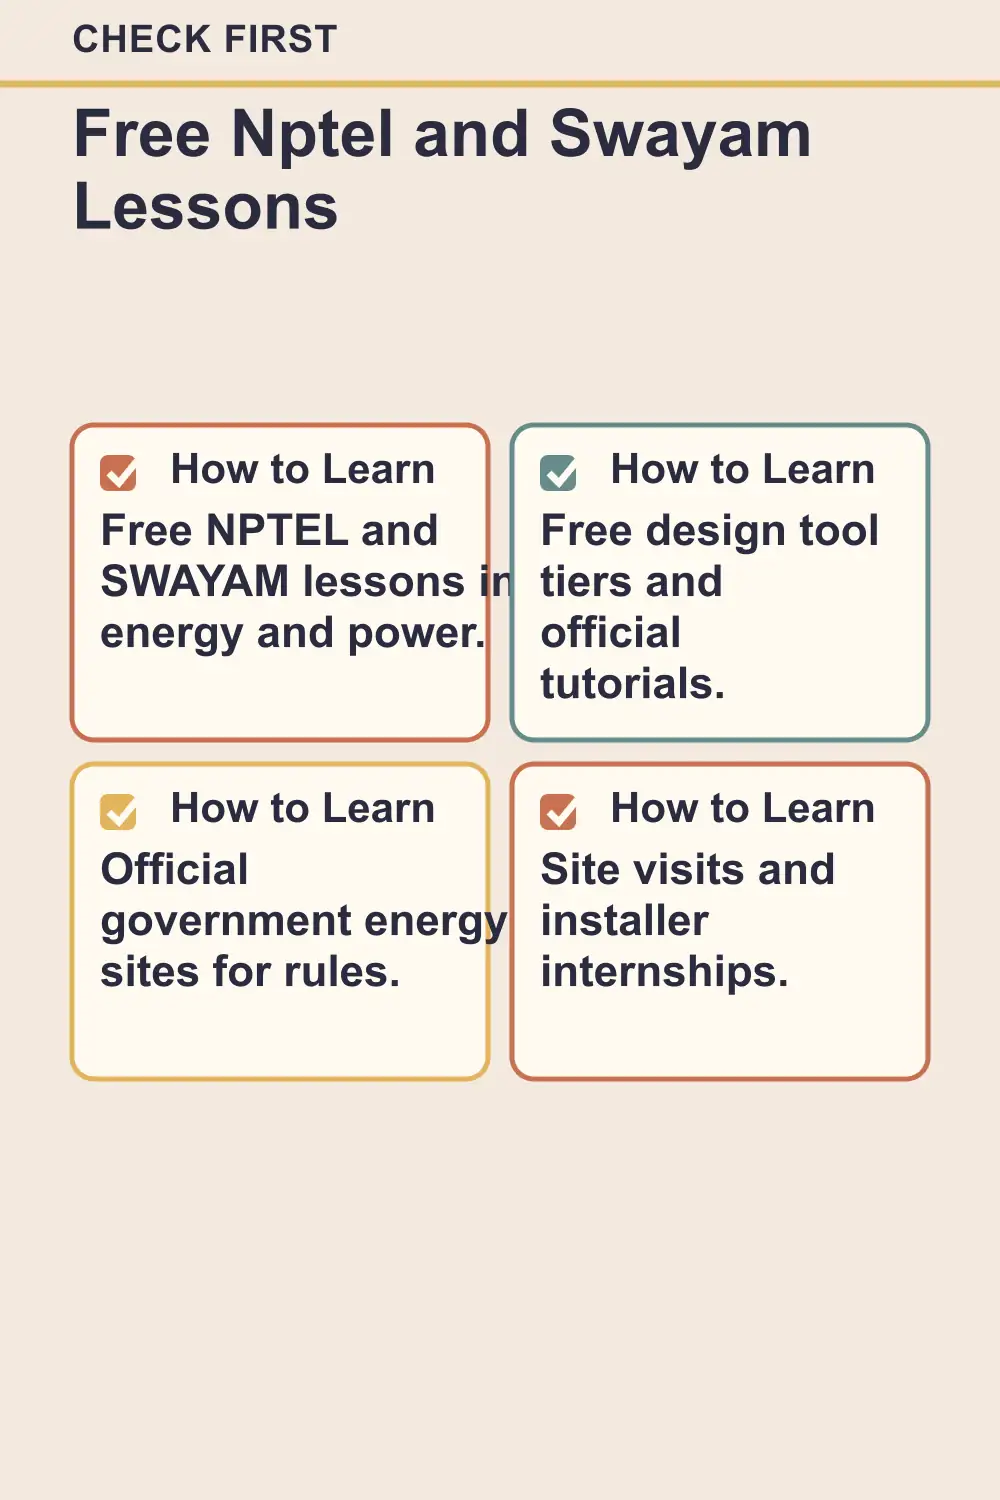 CHECK FIRST
Free Nptel and Swayam
Lessons
How to Learn
Free NPTEL and
SWAYAM lessons in
energy and power.
How to Learn
Free design tool
tiers and
official
tutorials.
How to Learn
Official
government energy
sites for rules.
How to Learn
Site visits and
installer
internships.